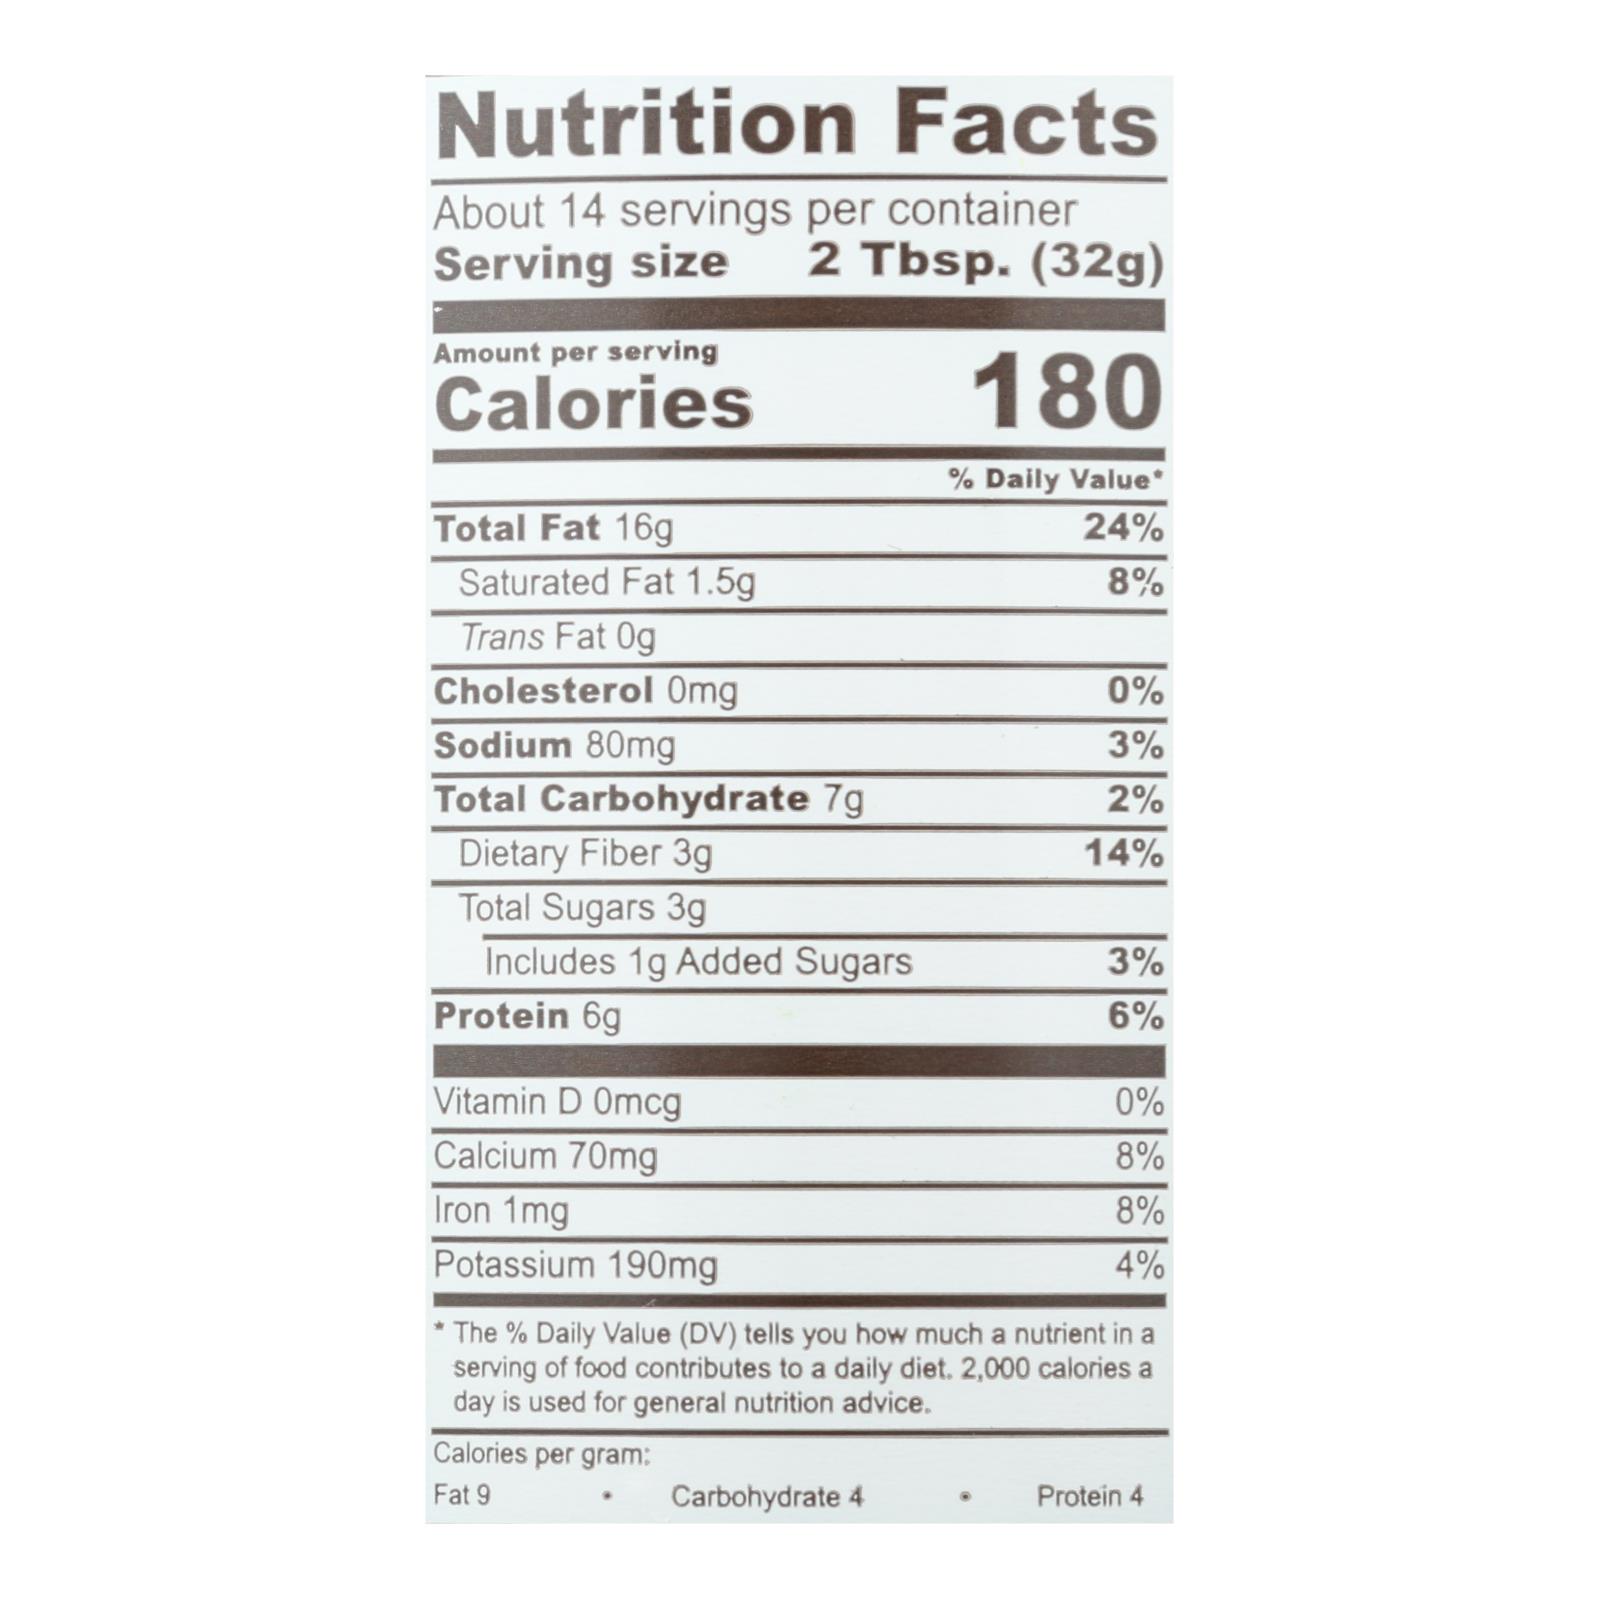 Nutrition Facts
About 14 servings per container
Serving size 2 Tbsp. (32g)
Amount per serving
Calories 180
% Daily Value*
Total Fat 16g 24%
Saturated Fat 1.5g 8%
Trans Fat 0g
Cholesterol 0mg 0%
Sodium 80mg 3%
Total Carbohydrate 7g 2%
Dietary Fiber 3g 14%
Total Sugars 3g
Includes 1g Added Sugars 3%
Protein 6g 6%
Vitamin D 0mcg 0%
Calcium 70mg 8%
Iron 1mg 8%
Potassium 190mg 4%
* The % Daily Value (DV) tells you how much a nutrient in a
serving of food contributes to a daily diet. 2,000 calories a
day is used for general nutrition advice.
Calories per gram:
Fat 9 • Carbohydrate 4 • Protein 4